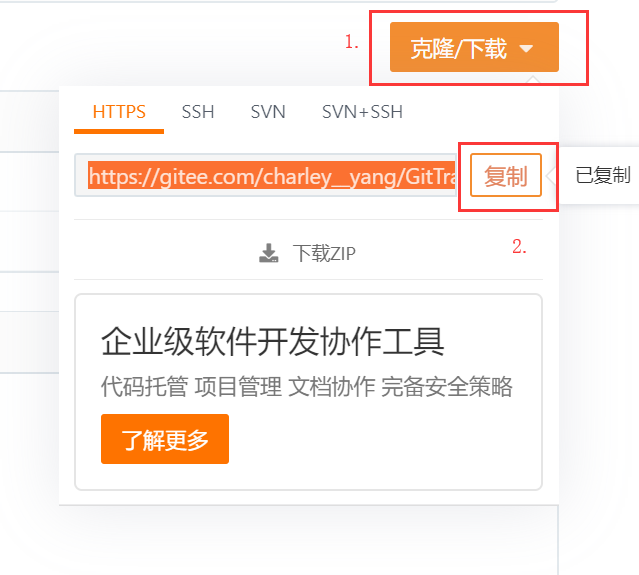 1. 克隆/下载
HTTPS SSH SVN SVN+SSH
https://gitee.com/charley__yang/GitTra 复制 已复制
下载ZIP 2.
企业级软件开发协作工具
代码托管 项目管理 文档协作 完备安全策略
了解更多